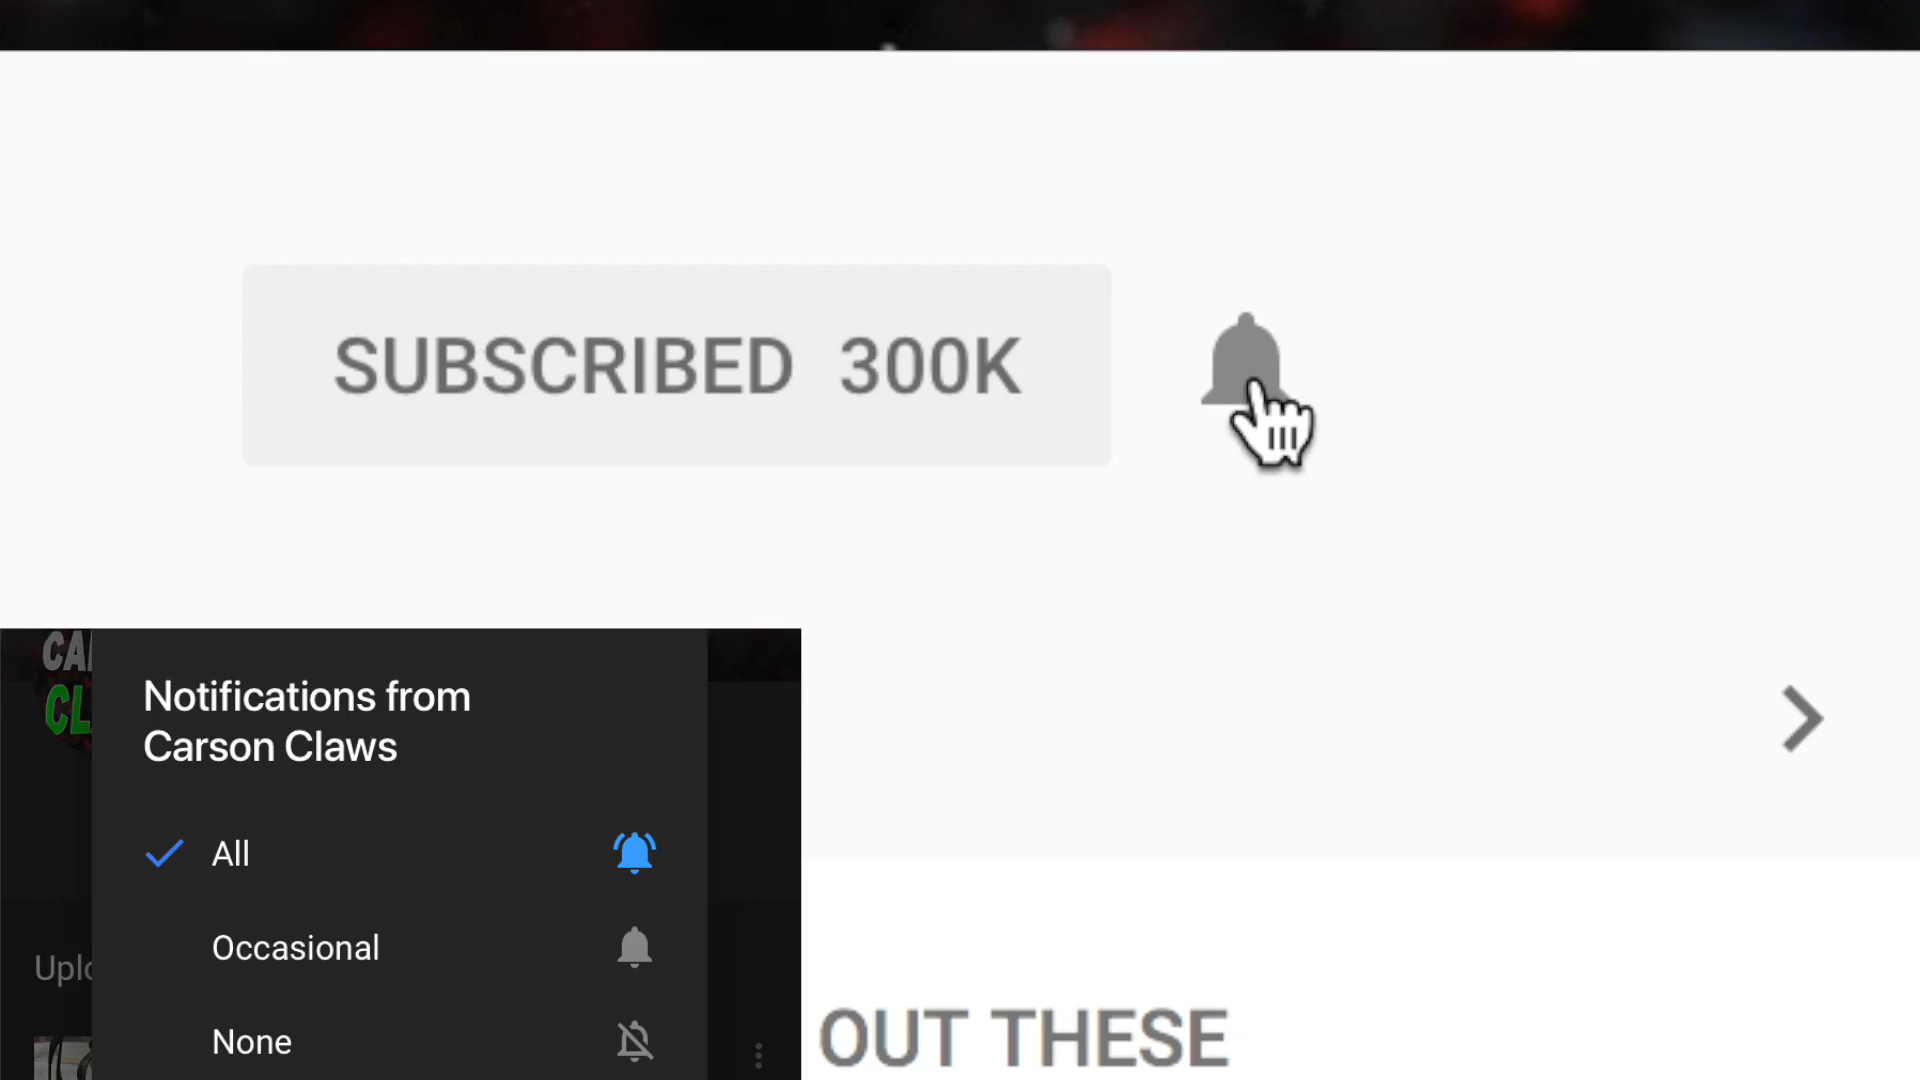 SUBSCRIBED 300K
Notifications from
Carson Claws
All
Occasional
None
OUT THESE